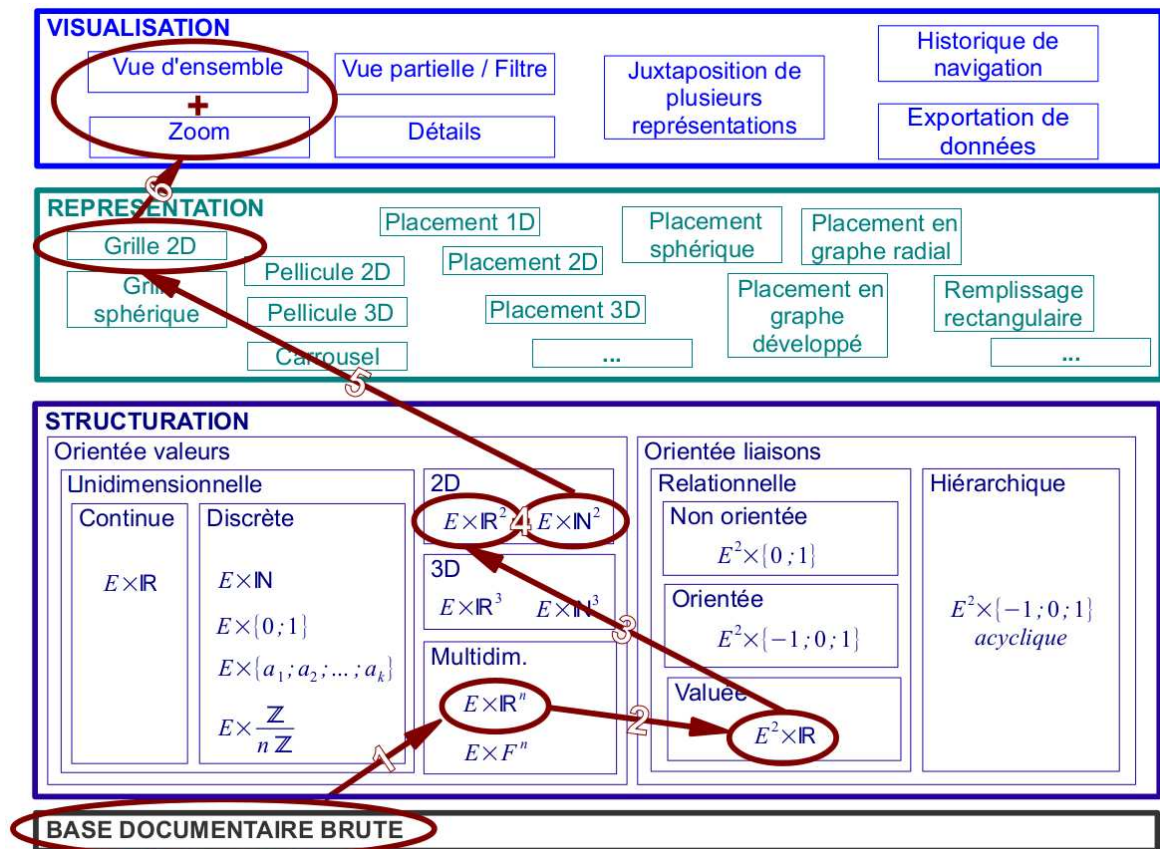 VISUALISATION
Vue d'ensemble
+
Zoom
Vue partielle / Filtre
Détails
Juxtaposition de
plusieurs
représentations
Historique de
navigation
Exportation de
données
6
REPRESENTATION
Grille 2D
Grille
sphérique
Pellicule 2D
Pellicule 3D
Carrousel
Placement 1D
Placement 2D
Placement 3D
...
Placement
sphérique
Placement en
graphe radial
Placement en
graphe
développé
Remplissage
rectangulaire
...
5
STRUCTURATION
Orientée valeurs
Unidimensionnelle
Continue
E×ℝ
Discrète
E×ℕ
E×{0;1}
E×{a₁;a₂;...;aₖ}
E×ℤ/nℤ
2D
E×ℝ² 4 E×ℕ²
3D
E×ℝ³ E×ℕ³
3
Multidim.
E×ℝⁿ
E×Fⁿ
1
2
Orientée liaisons
Relationnelle
Non orientée
E²×{0;1}
Orientée
E²×{−1;0;1}
Valuée
E²×ℝ
Hiérarchique
E²×{−1;0;1}
acyclique
BASE DOCUMENTAIRE BRUTE